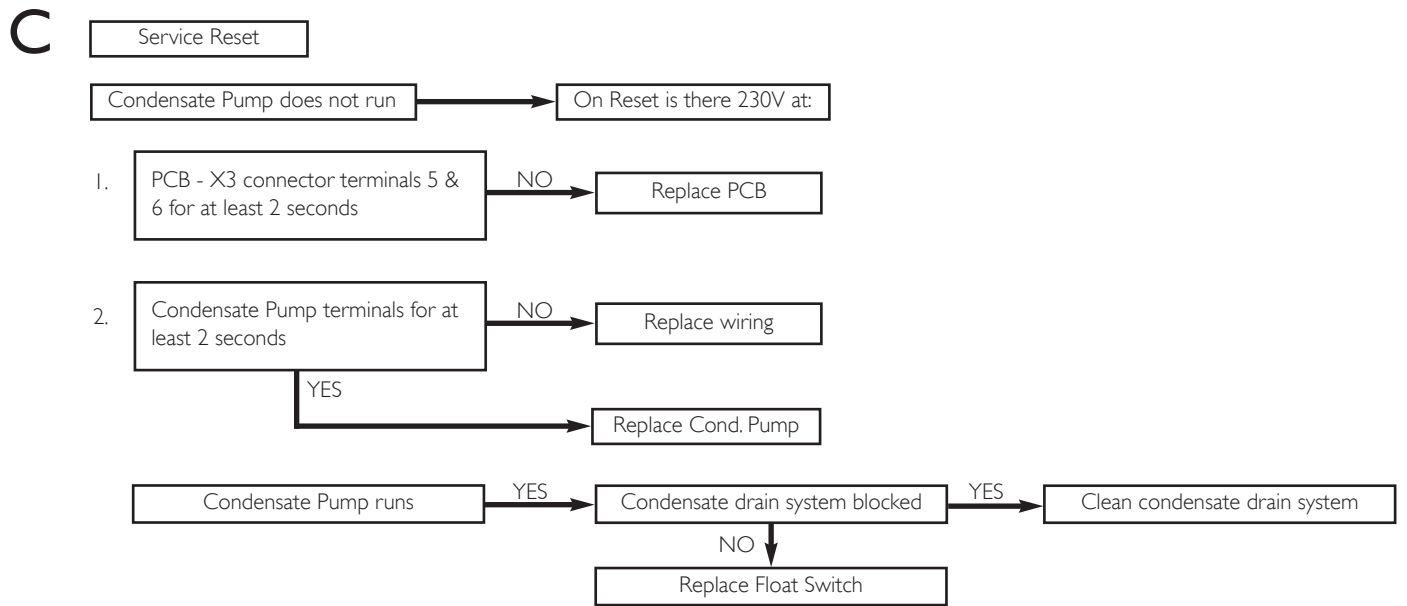 C
Service Reset
Condensate Pump does not run
On Reset is there 230V at:
1.
PCB - X3 connector terminals 5 &
6 for at least 2 seconds
NO
Replace PCB
2.
Condensate Pump terminals for at
least 2 seconds
NO
Replace wiring
YES
Replace Cond. Pump
Condensate Pump runs
YES
Condensate drain system blocked
YES
Clean condensate drain system
NO
Replace Float Switch